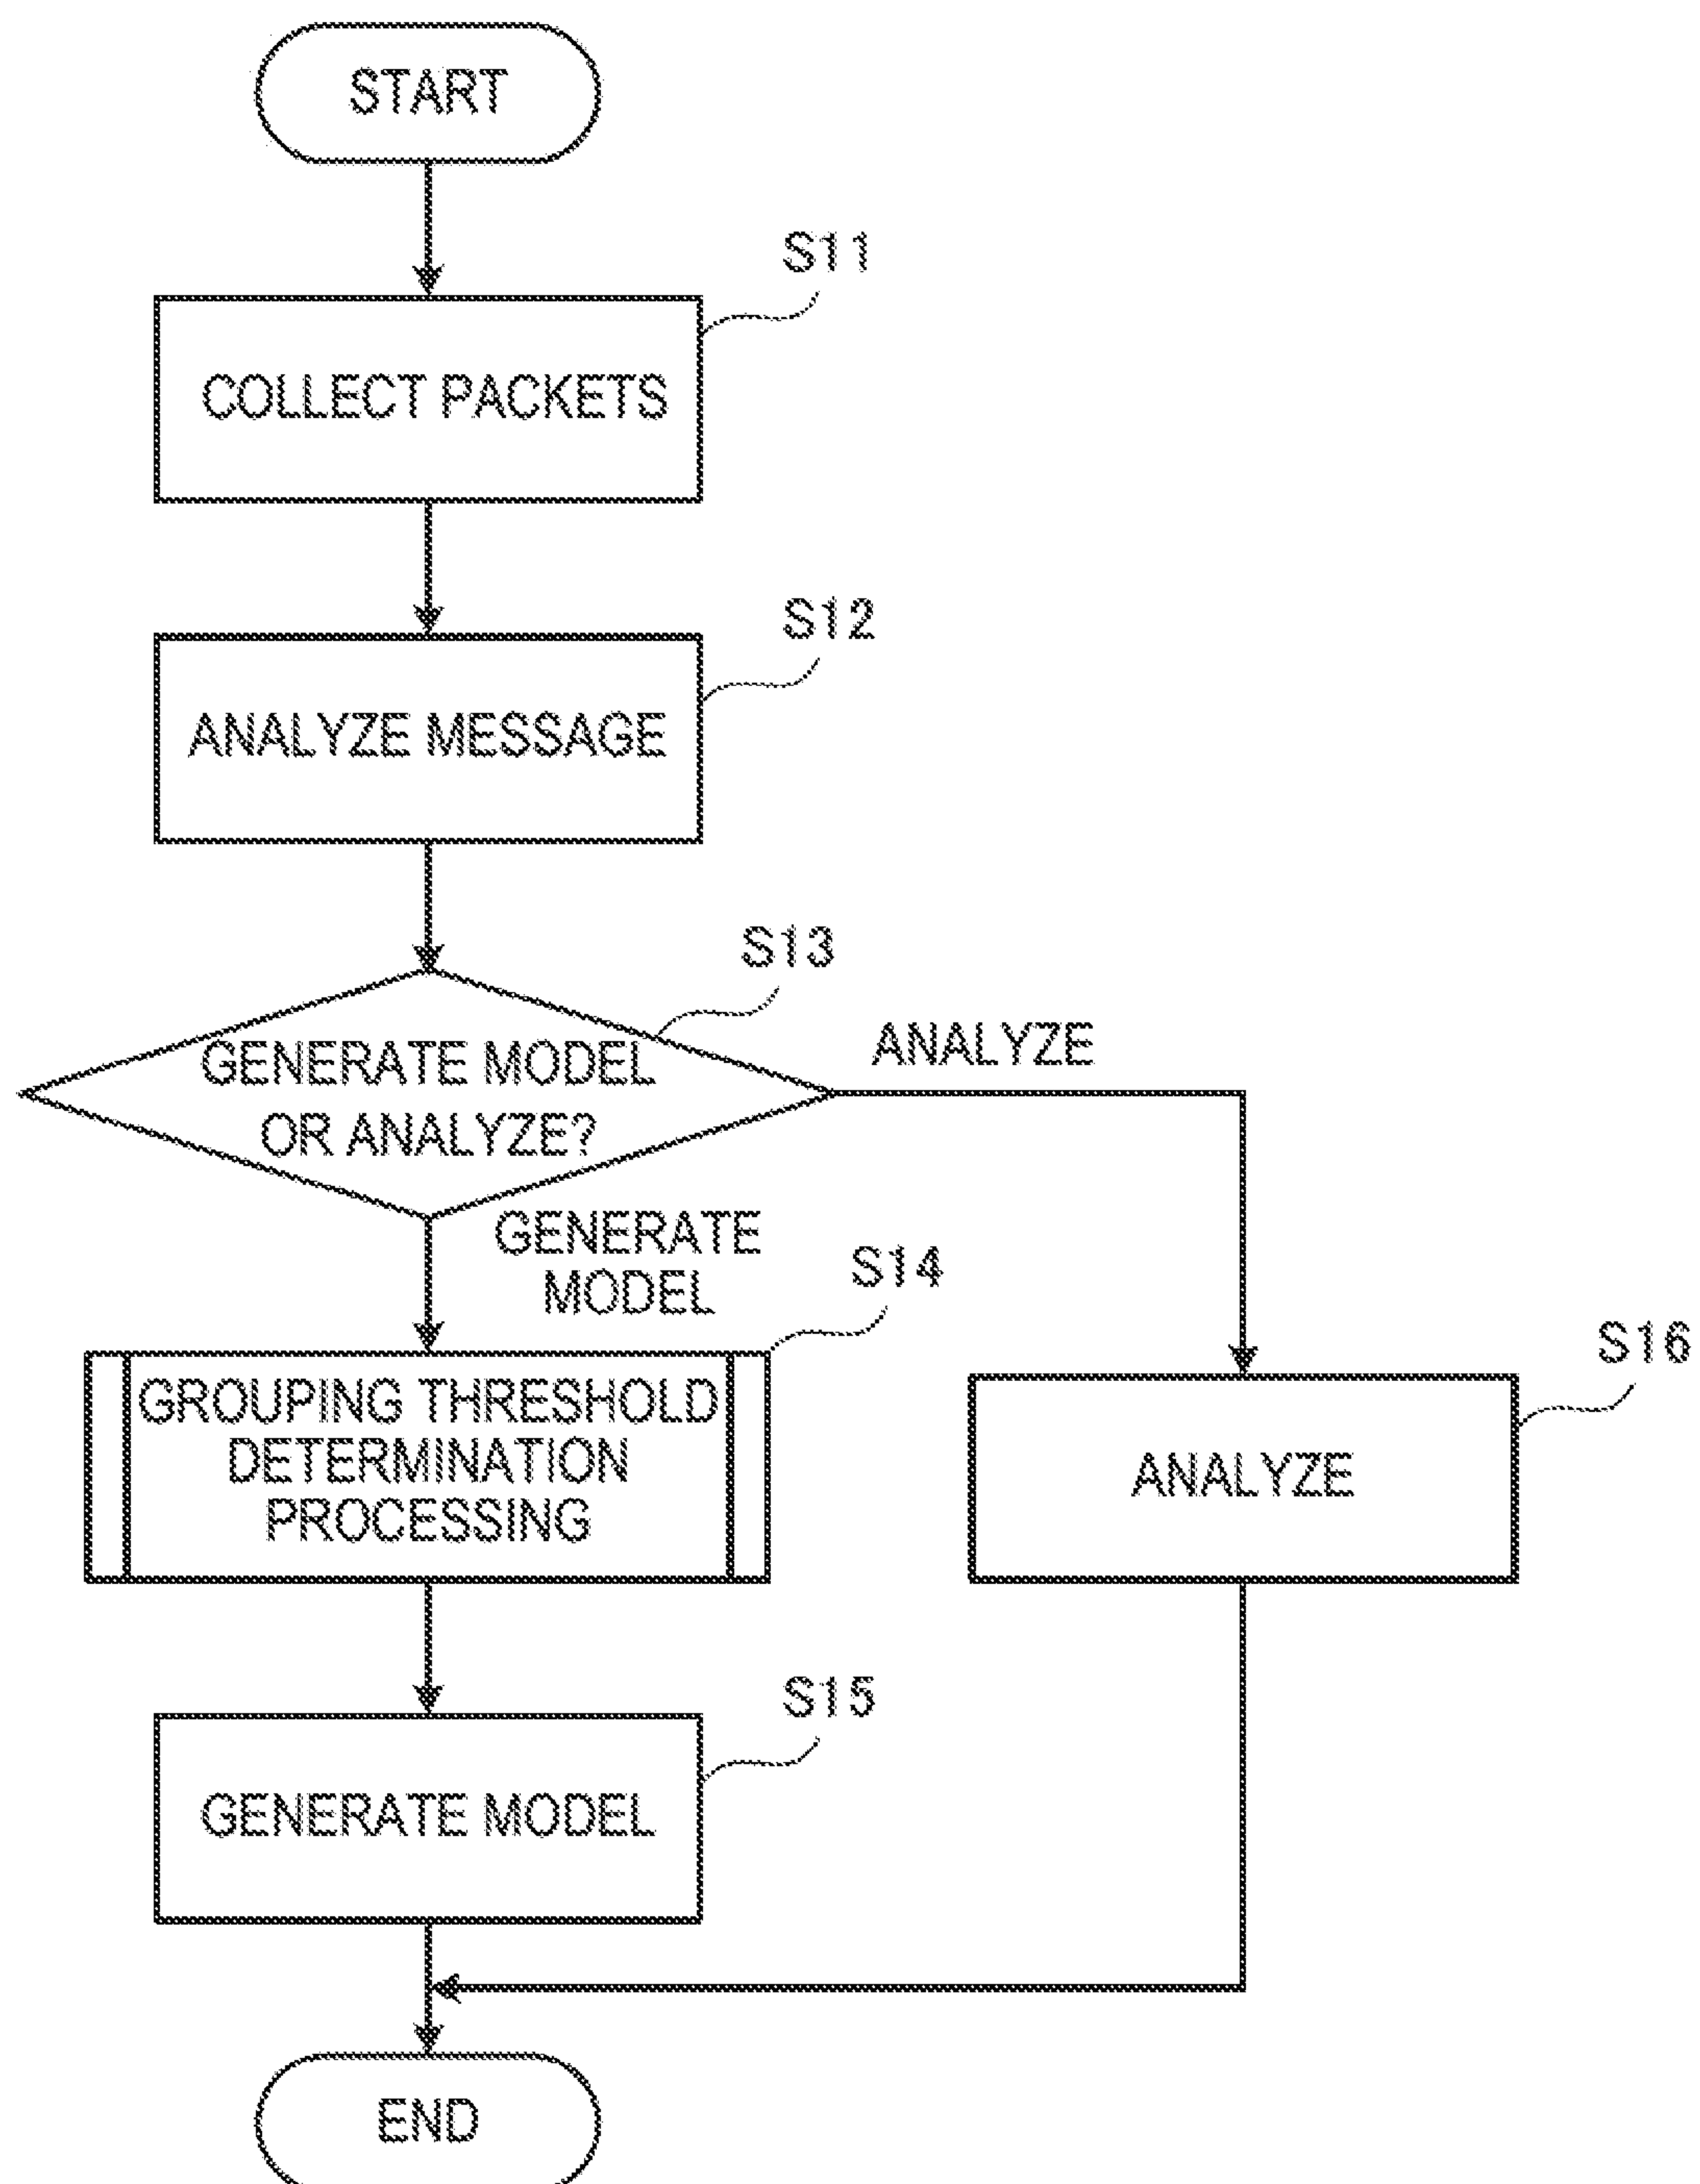 START
S11
COLLECT PACKETS
S12
ANALYZE MESSAGE
S13
GENERATE MODEL
OR ANALYZE?
ANALYZE
GENERATE
MODEL
S14
GROUPING THRESHOLD
DETERMINATION
PROCESSING
S16
ANALYZE
S15
GENERATE MODEL
END